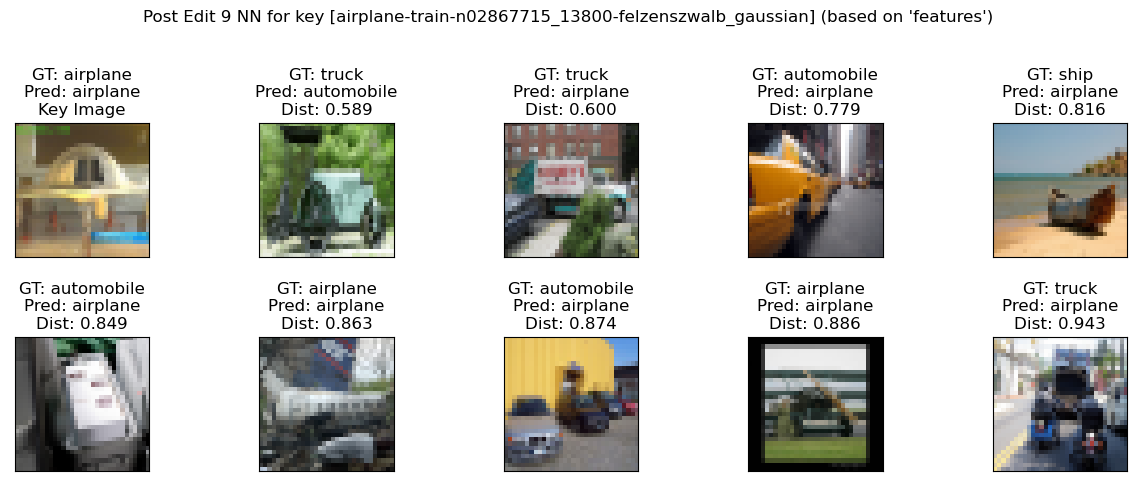 Post Edit 9 NN for key [airplane-train-n02867715_13800-felzenszwalb_gaussian] (based on 'features')
GT: airplane
Pred: airplane
Key Image
GT: truck
Pred: automobile
Dist: 0.589
GT: truck
Pred: airplane
Dist: 0.600
GT: automobile
Pred: airplane
Dist: 0.779
GT: ship
Pred: airplane
Dist: 0.816
GT: automobile
Pred: airplane
Dist: 0.849
GT: airplane
Pred: airplane
Dist: 0.863
GT: automobile
Pred: airplane
Dist: 0.874
GT: airplane
Pred: airplane
Dist: 0.886
GT: truck
Pred: airplane
Dist: 0.943